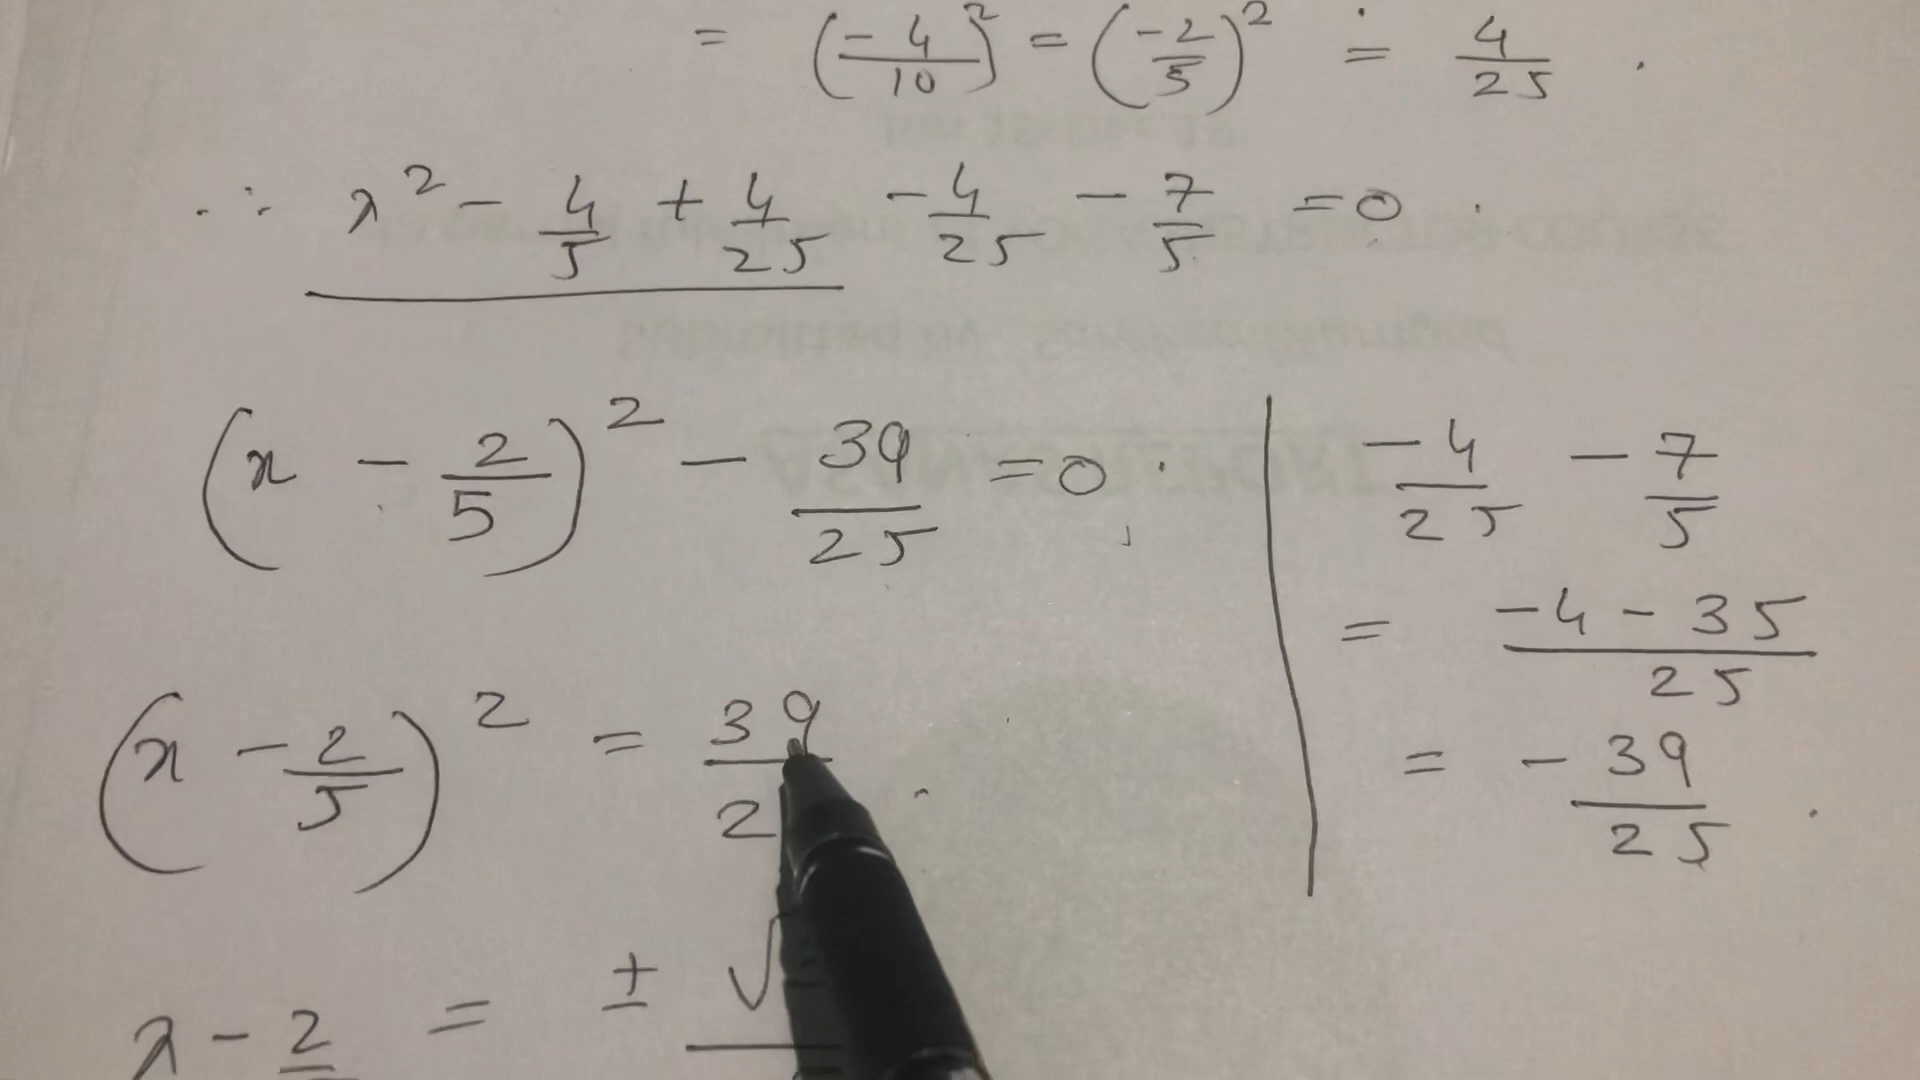 = (-4/10)² = (-2/5)² = 4/25 .
∴ x² - 4/5 + 4/25 - 4/25 - 7/5 = 0 .
(x - 2/5)² - 39/25 = 0 .
(x - 2/5)² = 39/2
x - 2 = ± √
-4/25 - 7/5
= -4 - 35/25
= - 39/25 .